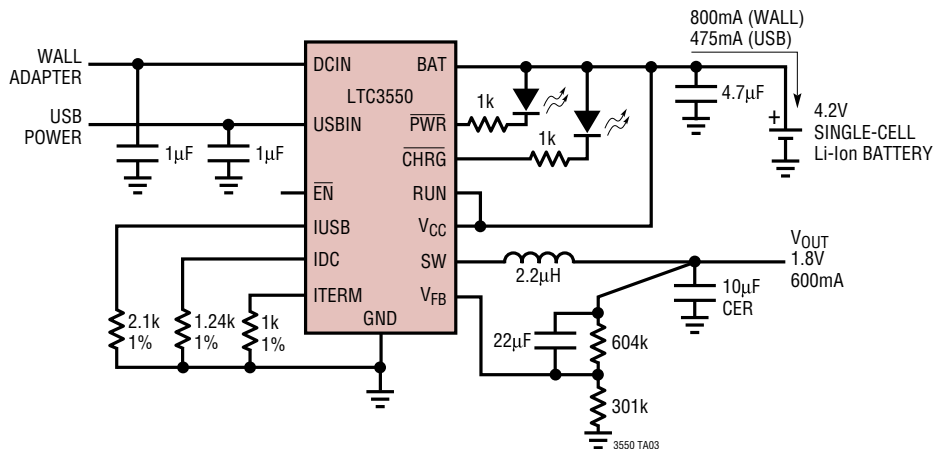 800mA (WALL)
475mA (USB)
WALL
ADAPTER
USB
POWER
DCIN
BAT
LTC3550
USBIN
PWR
CHRG
EN
RUN
IUSB
VCC
IDC
SW
ITERM
VFB
GND
1k
1k
4.7µF
+
4.2V
SINGLE-CELL
Li-Ion BATTERY
1µF
1µF
2.2µH
VOUT
1.8V
600mA
10µF
CER
2.1k
1%
1.24k
1%
1k
1%
22µF
604k
301k
3550 TA03